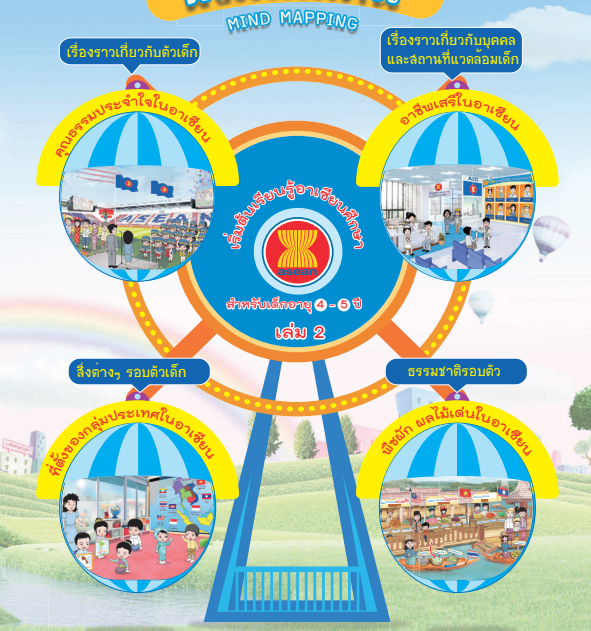 MIND MAPPING
เรื่องราวเกี่ยวกับตัวเด็ก
เรื่องราวเกี่ยวกับบุคคล
และสถานที่แวดล้อมเด็ก
คุณธรรมประจำใจในอาเซียน
อาชีพเสรีในอาเซียน
ASEAN
เริ่มต้นเรียนรู้อาเซียนศึกษา
asean
สำหรับเด็กอายุ 4 - 5 ปี
เล่ม 2
สิ่งต่างๆ รอบตัวเด็ก
ธรรมชาติรอบตัว
ที่ตั้งของกลุ่มประเทศในอาเซียน
พืชผัก ผลไม้เด่นในอาเซียน